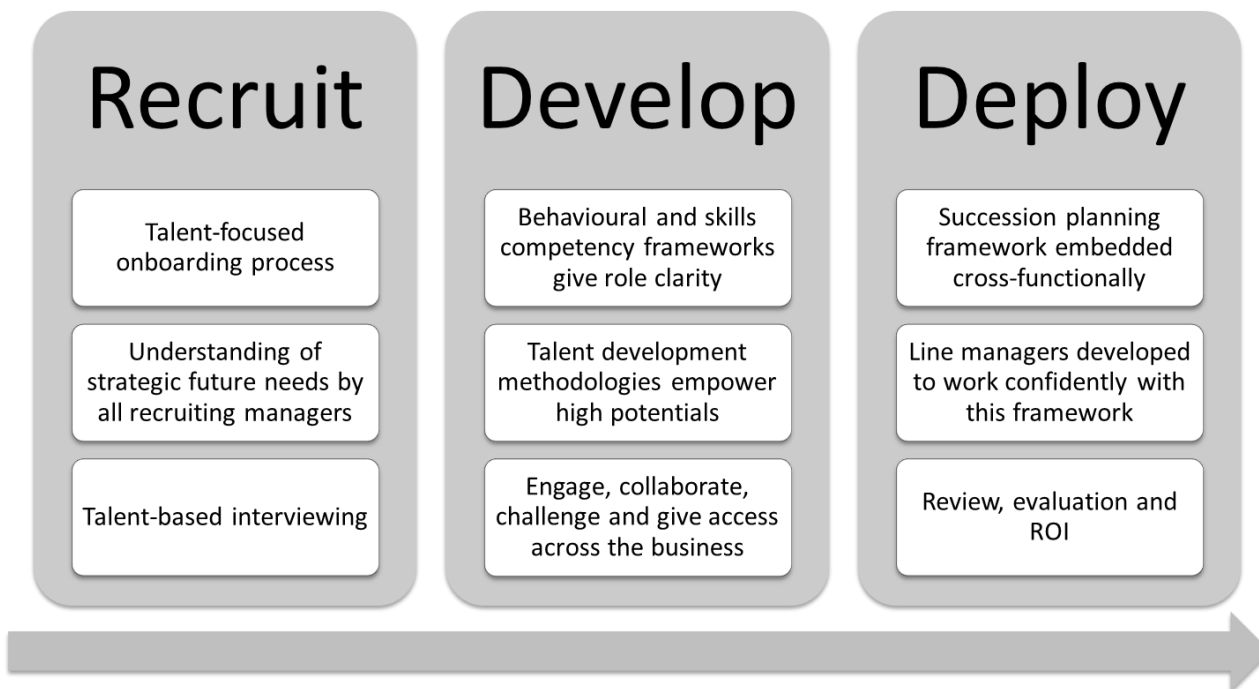 Recruit
Talent-focused
onboarding process
Understanding of
strategic future needs by
all recruiting managers
Talent-based interviewing
Develop
Behavioural and skills
competency frameworks
give role clarity
Talent development
methodologies empower
high potentials
Engage, collaborate,
challenge and give access
across the business
Deploy
Succession planning
framework embedded
cross-functionally
Line managers developed
to work confidently with
this framework
Review, evaluation and
ROI